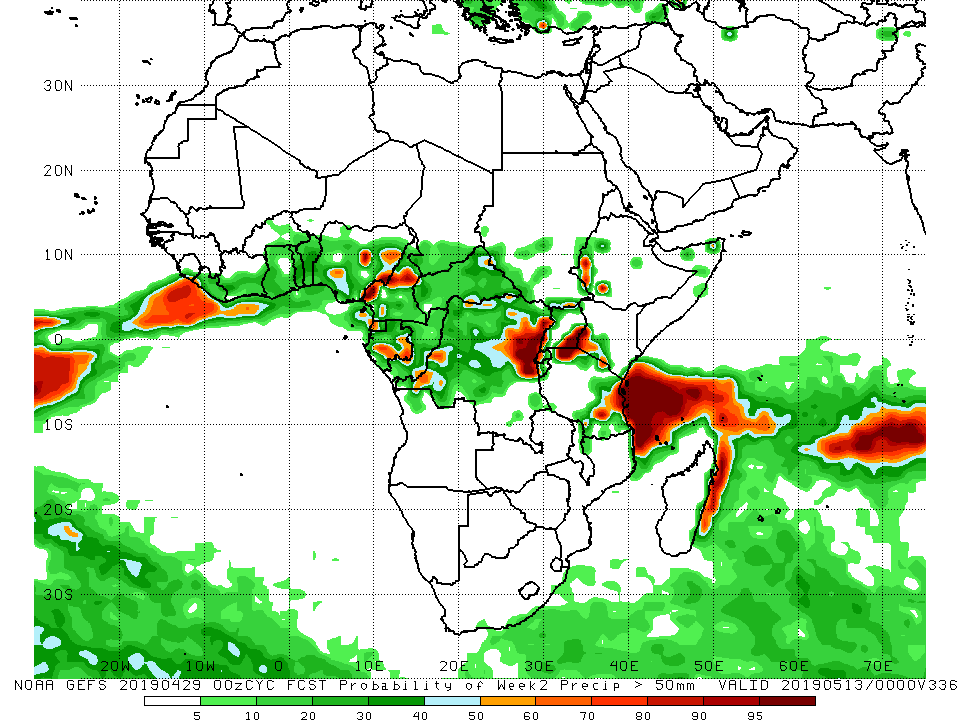 30N
20N
10N
0
10S
20S
30S
20W 10W 0 10E 20E 30E 40E 50E 60E 70E
NOAA GEFS 20190429 00zCYC FCST Probability of Week2 Precip > 50mm VALID 20190513/0000V336
5 10 20 30 40 50 60 70 80 90 95